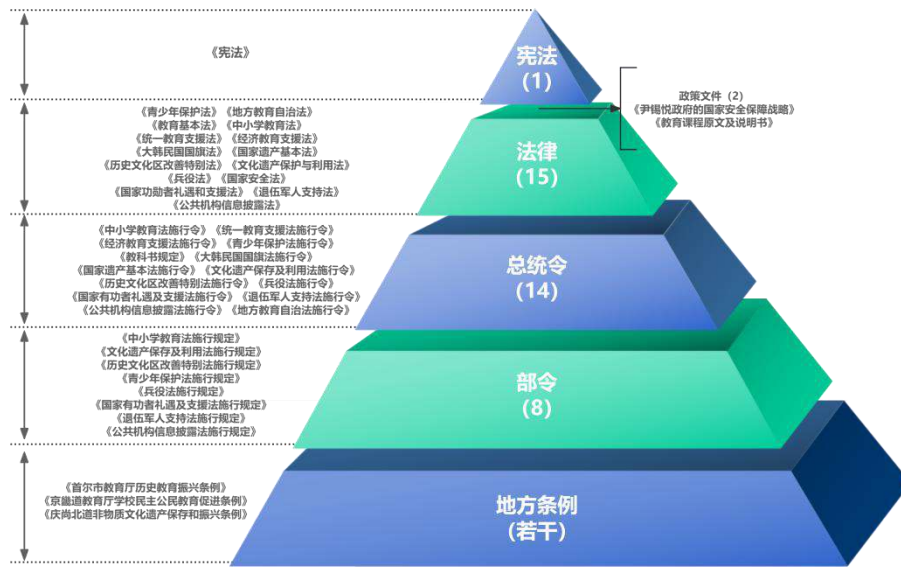 《宪法》
宪法
(1)
政策文件（2）
《尹锡悦政府的国家安全保障战略》
《教育课程原文及说明书》
《青少年保护法》《地方教育自治法》
《教育基本法》《中小学教育法》
《统一教育支援法》《经济教育支援法》
《大韩民国国旗法》《国家遗产基本法》
《历史文化区改善特别法》《文化遗产保护与利用法》
《兵役法》《国家安全法》
《国家功勋者礼遇和支援法》《退伍军人支持法》
《公共机构信息披露法》
法律
(15)
《中小学教育法施行令》《统一教育支援法施行令》
《经济教育支援法施行令》《青少年保护法施行令》
《教科书规定》《大韩民国国旗法施行令》
《国家遗产基本法施行令》《文化遗产保存及利用法施行令》
《历史文化区改善特别法施行令》《兵役法施行令》
《国家有功者礼遇及支援法施行令》《退伍军人支持法施行令》
《公共机构信息披露法施行令》《地方教育自治法施行令》
总统令
(14)
《中小学教育法施行规定》
《文化遗产保存及利用法施行规定》
《历史文化区改善特别法施行规定》
《青少年保护法施行规定》
《兵役法施行规定》
《国家有功者礼遇及支援法施行规定》
《退伍军人支持法施行规定》
《公共机构信息披露法施行规定》
部令
(8)
《首尔市教育厅历史教育振兴条例》
《京畿道教育厅学校民主公民教育促进条例》
《庆尚北道非物质文化遗产保存和振兴条例》
地方条例
(若干)